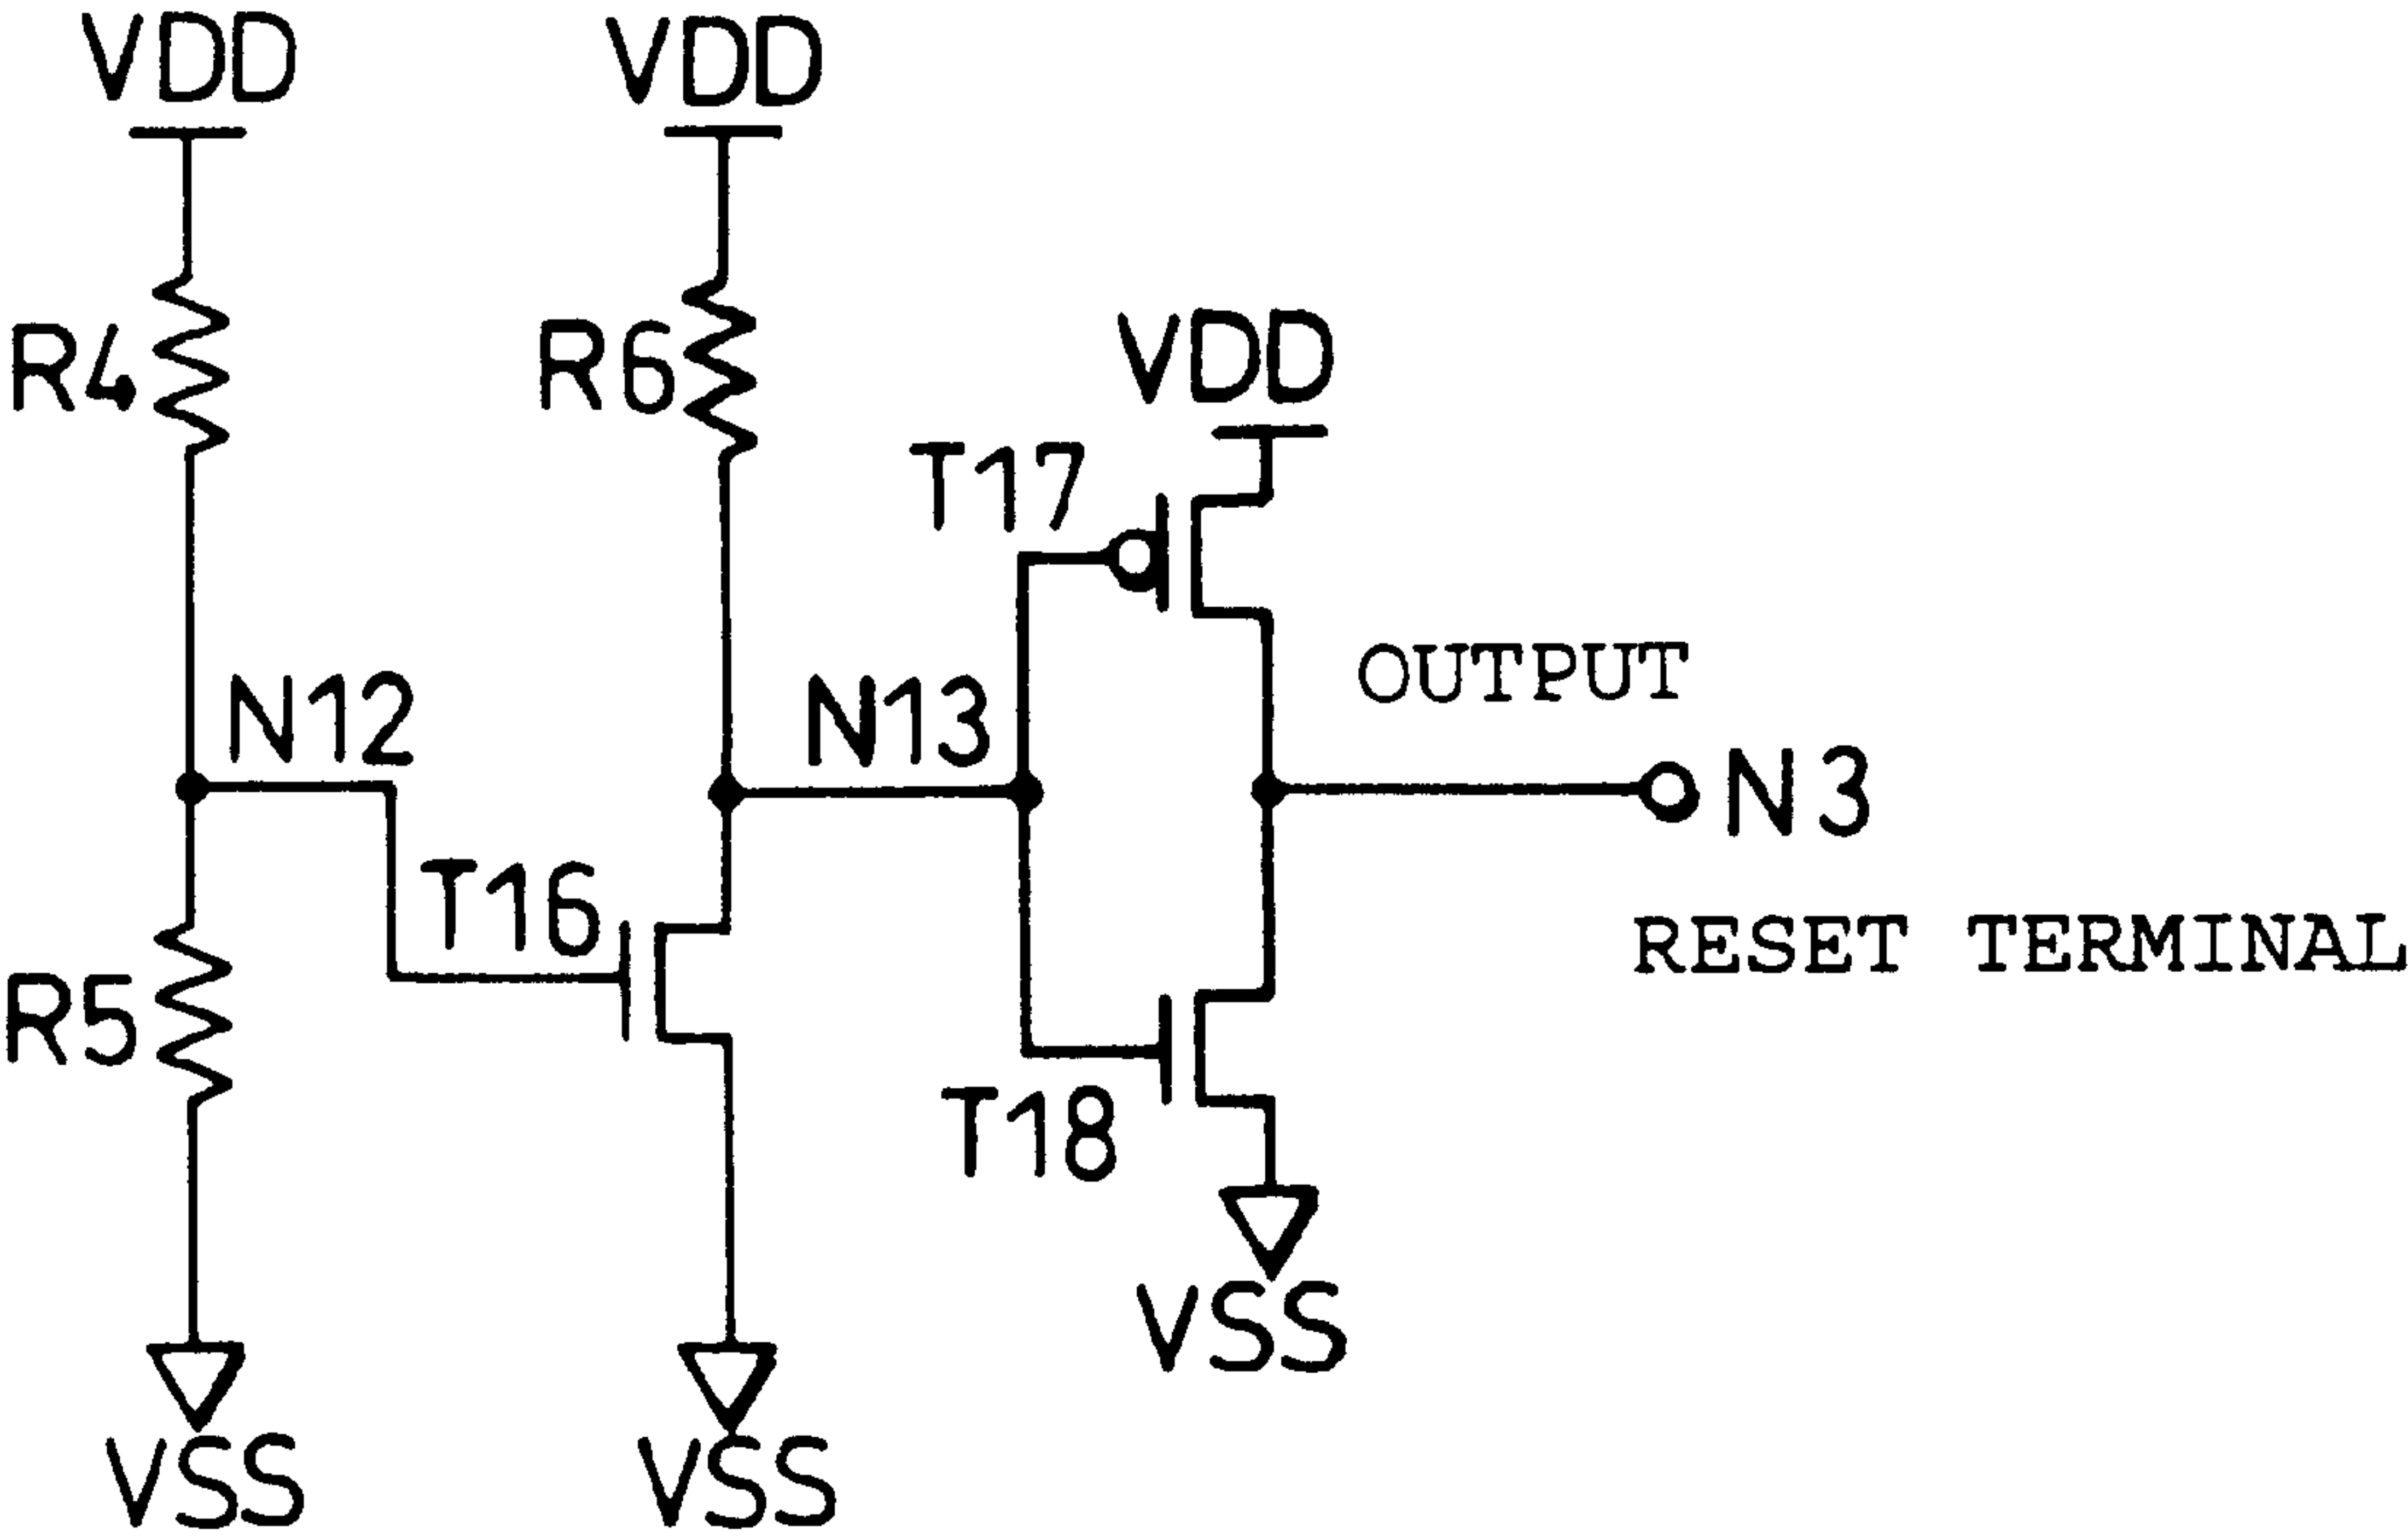 VDD
VDD
R4
R6
VDD
T17
OUTPUT
N12
N13
N3
T16
RESET TERMINAL
R5
T18
VSS
VSS
VSS